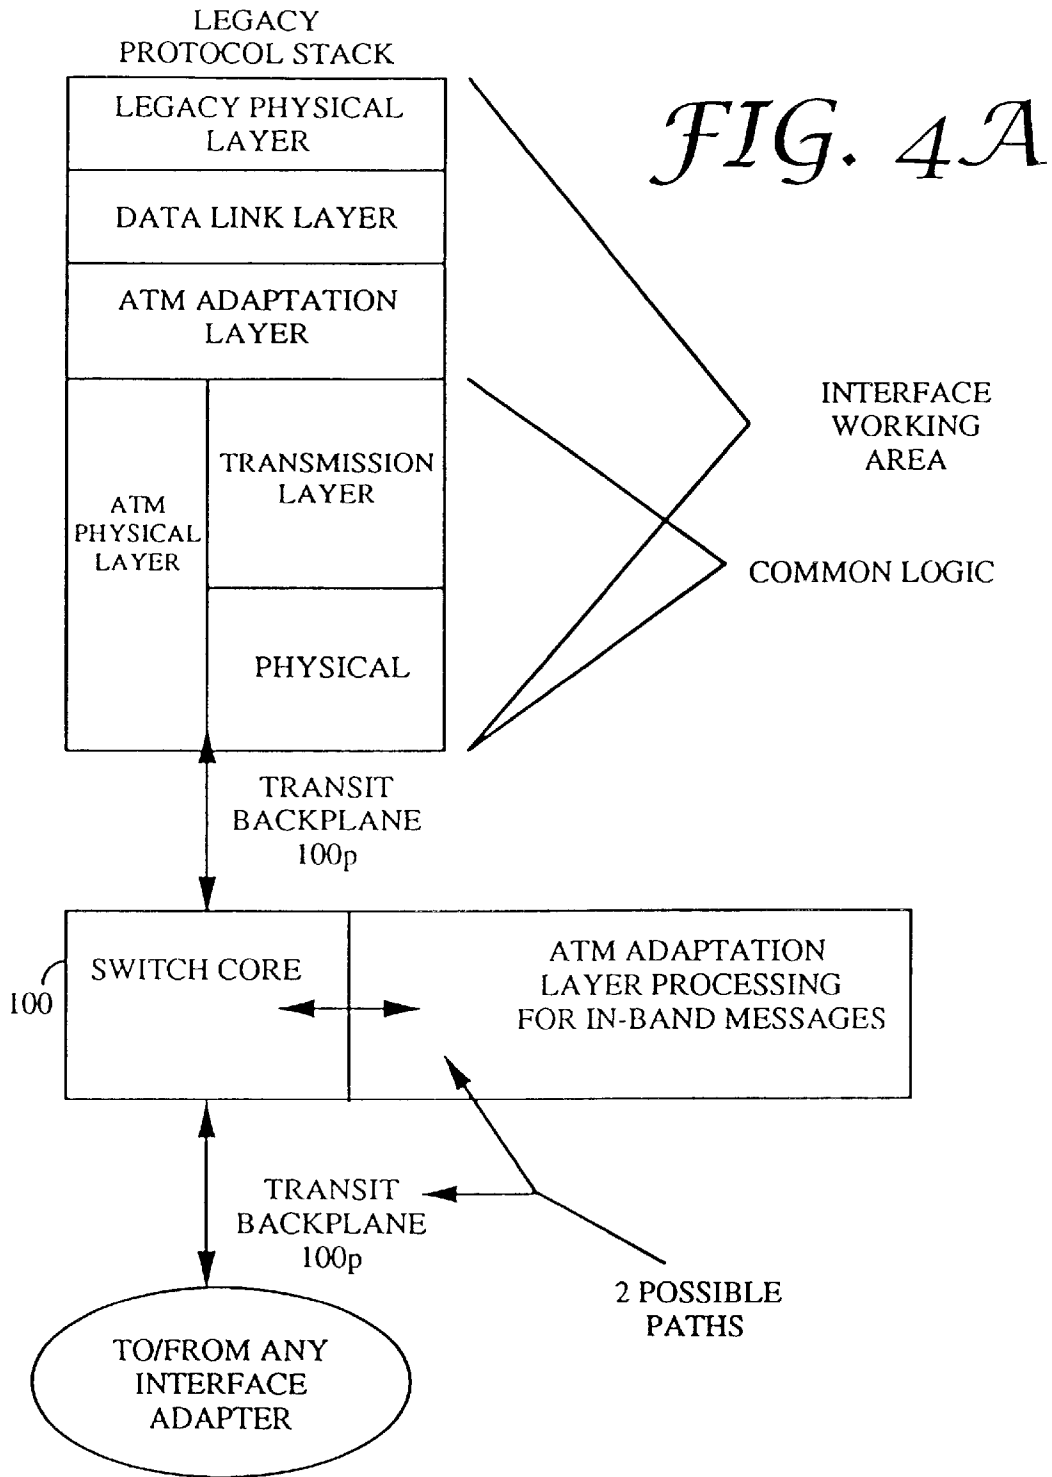 LEGACY
PROTOCOL STACK
FIG. 4A
LEGACY PHYSICAL
LAYER
DATA LINK LAYER
ATM ADAPTATION
LAYER
TRANSMISSION
LAYER
ATM
PHYSICAL
LAYER
PHYSICAL
INTERFACE
WORKING
AREA
COMMON LOGIC
TRANSIT
BACKPLANE
100p
100
SWITCH CORE
ATM ADAPTATION
LAYER PROCESSING
FOR IN-BAND MESSAGES
TRANSIT
BACKPLANE
100p
2 POSSIBLE
PATHS
TO/FROM ANY
INTERFACE
ADAPTER